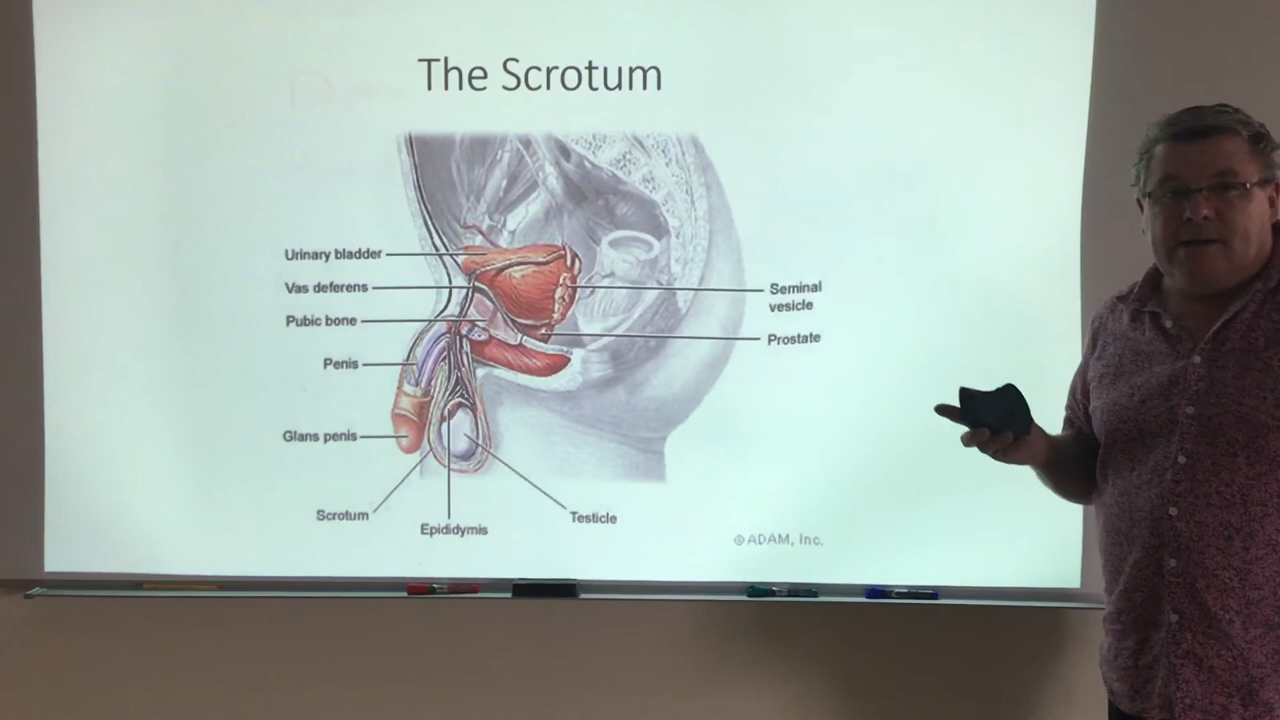 The Scrotum
Urinary bladder
Vas deferens
Pubic bone
Penis
Glans penis
Scrotum
Epididymis
Testicle
Seminal
vesicle
Prostate
©ADAM, Inc.